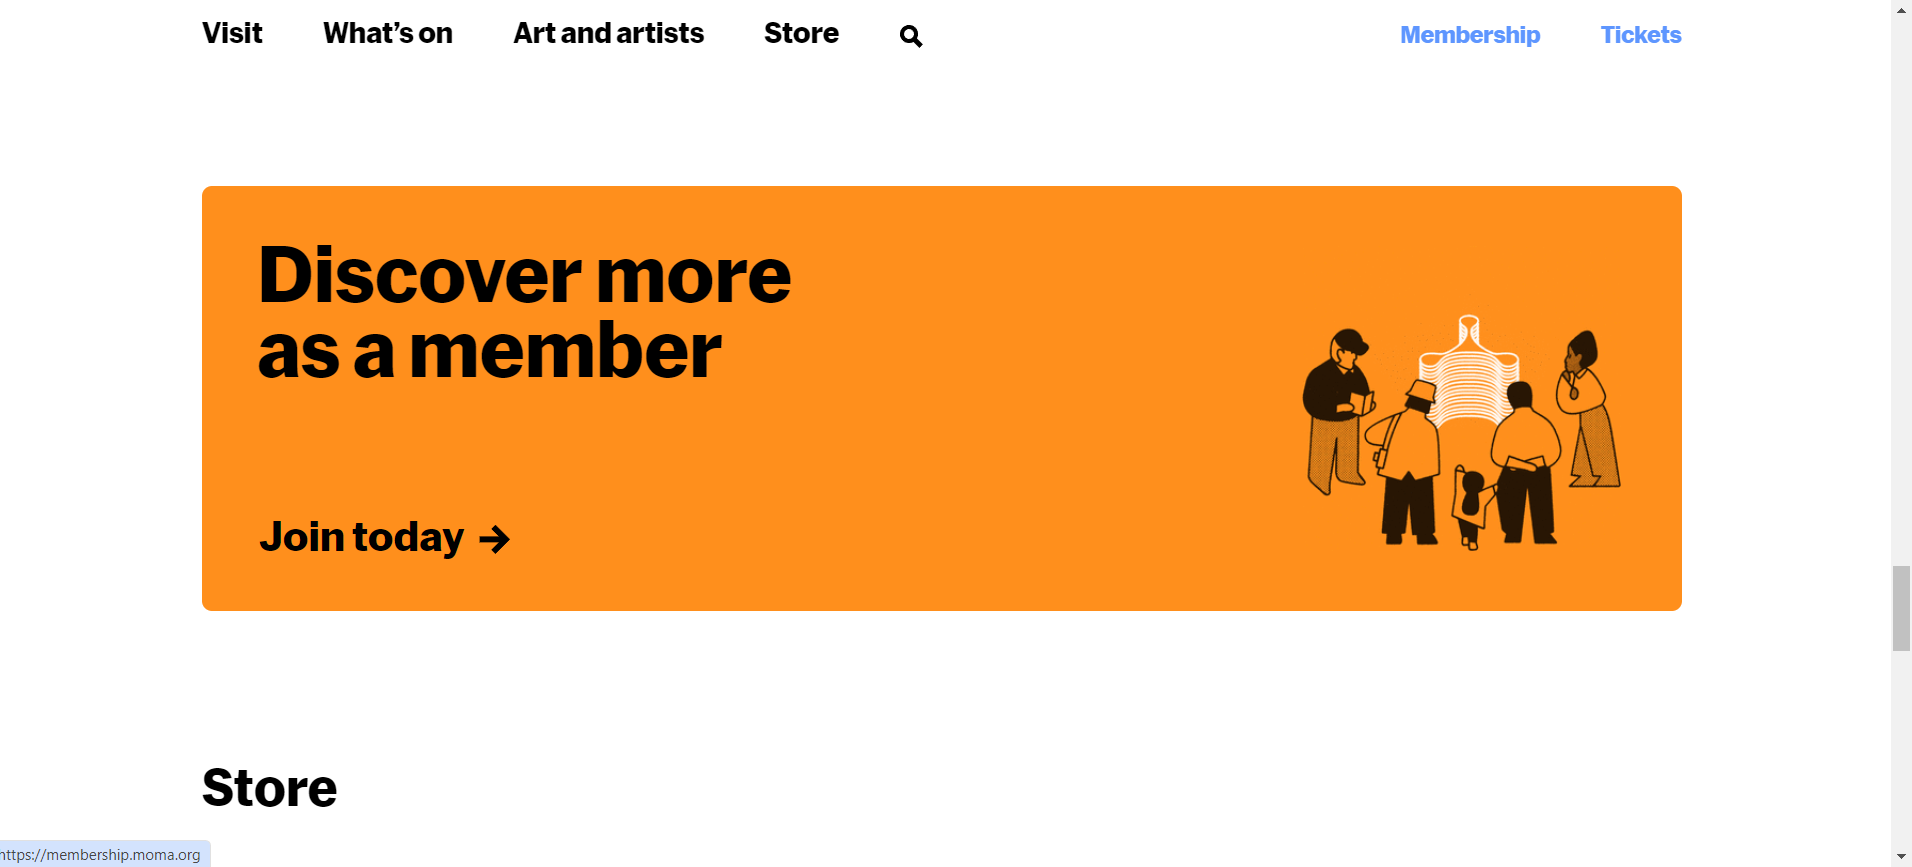 Visit What’s on Art and artists Store Membership Tickets
Discover more
as a member
Join today →
Store
https://membership.moma.org